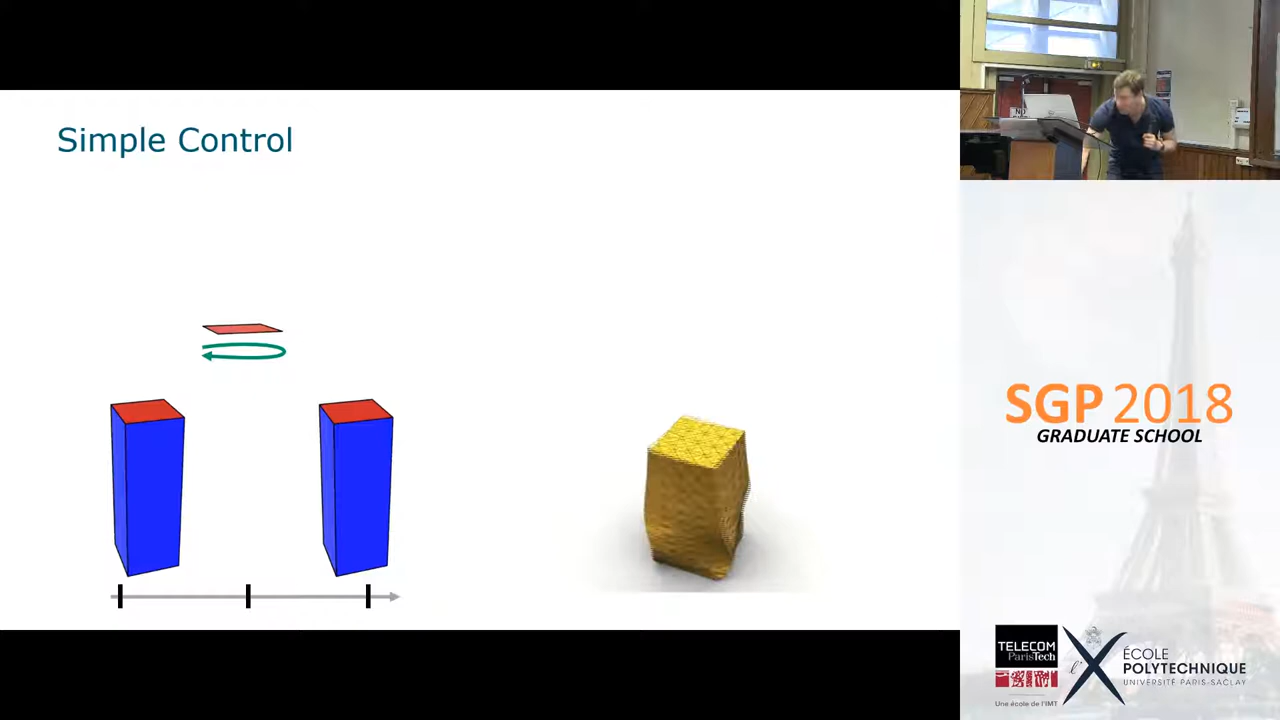 Simple Control
SGP 2018
GRADUATE SCHOOL
TELECOM
ParisTech
Une école de l'IMT
ÉCOLE
POLYTECHNIQUE
UNIVERSITÉ PARIS-SACLAY